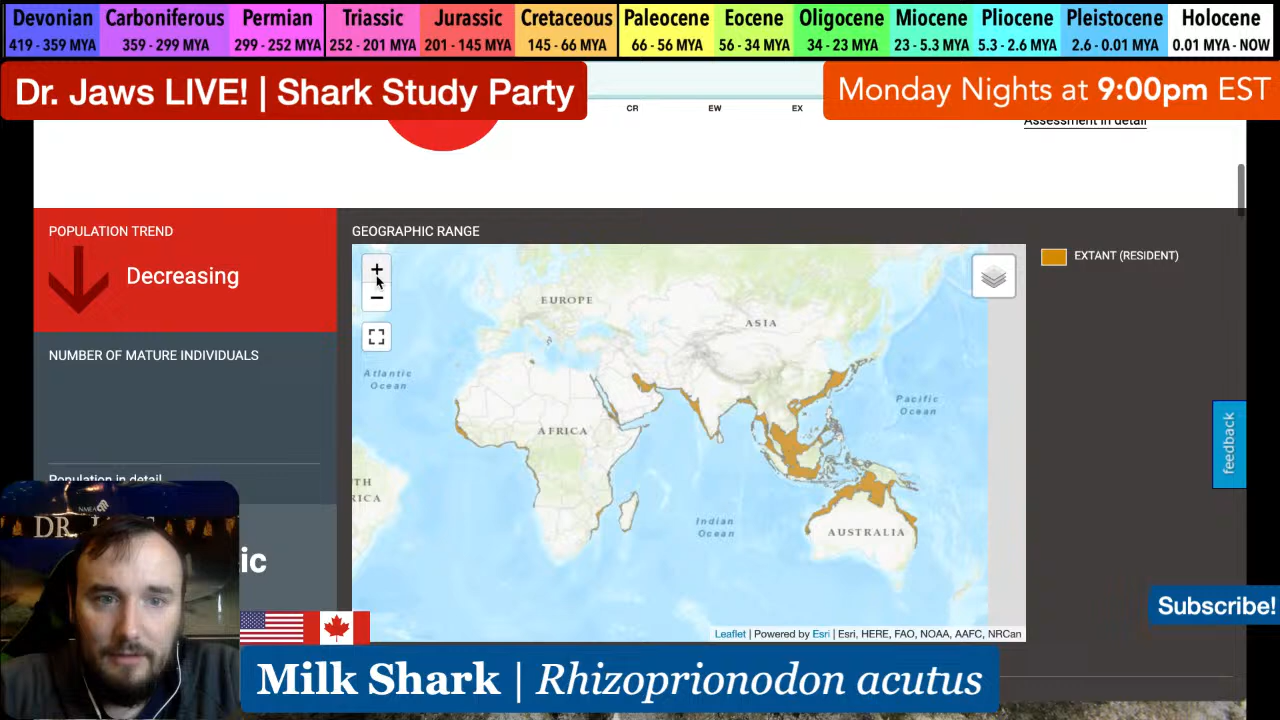 Devonian Carboniferous Permian Triassic Jurassic Cretaceous Paleocene Eocene Oligocene Miocene Pliocene Pleistocene Holocene
419 - 359 MYA 359 - 299 MYA 299 - 252 MYA 252 - 201 MYA 201 - 145 MYA 145 - 66 MYA 66 - 56 MYA 56 - 34 MYA 34 - 23 MYA 23 - 5.3 MYA 5.3 - 2.6 MYA 2.6 - 0.01 MYA 0.01 MYA - NOW
Dr. Jaws LIVE! | Shark Study Party
Monday Nights at 9:00pm EST
CR EW EX
Assessment in detail
POPULATION TREND
Decreasing
GEOGRAPHIC RANGE
EXTANT (RESIDENT)
+
−
EUROPE
ASIA
Atlantic
Ocean
Pacific
Ocean
AFRICA
TH
RICA
Indian
Ocean
AUSTRALIA
NUMBER OF MATURE INDIVIDUALS
Population in detail
feedback
NMEA
DR. JAWS
ic
Leaflet | Powered by Esri | Esri, HERE, FAO, NOAA, AAFC, NRCan
Subscribe!
Milk Shark | Rhizoprionodon acutus